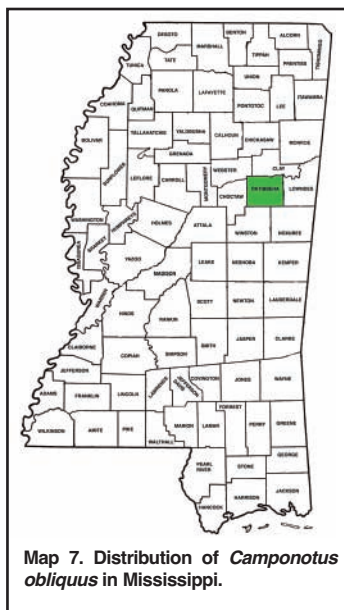 DESOTO
BENTON
ALCORN
MARSHALL
TIPPAH
TISHOMINGO
TUNICA
TATE
PRENTISS
UNION
PANOLA
LAFAYETTE
COAHOMA
QUITMAN
PONTOTOC
LEE
ITAWAMBA
TALLAHATCHIE
YALOBUSHA
CALHOUN
CHICKASAW
BOLIVAR
MONROE
GRENADA
SUNFLOWER
LEFLORE
CARROLL
MONTGOMERY
WEBSTER
CLAY
OKTIBBEHA
LOWNDES
CHOCTAW
WASHINGTON
HUMPHREYS
HOLMES
ATTALA
WINSTON
NOXUBEE
SHARKEY
ISSAQUENA
YAZOO
LEAKE
NESHOBA
KEMPER
MADISON
WARREN
SCOTT
NEWTON
LAUDERDALE
HINDS
RANKIN
SMITH
JASPER
CLARKE
CLAIBORNE
COPIAH
SIMPSON
JEFFERSON
LAWRENCE
JEFFERSON DAVIS
COVINGTON
JONES
WAYNE
ADAMS
FRANKLIN
LINCOLN
FORREST
WILKINSON
AMITE
PIKE
WALTHALL
MARION
LAMAR
PERRY
GREENE
PEARL
RIVER
STONE
GEORGE
HANCOCK
HARRISON
JACKSON
Map 7. Distribution of Camponotus
obliquus in Mississippi.